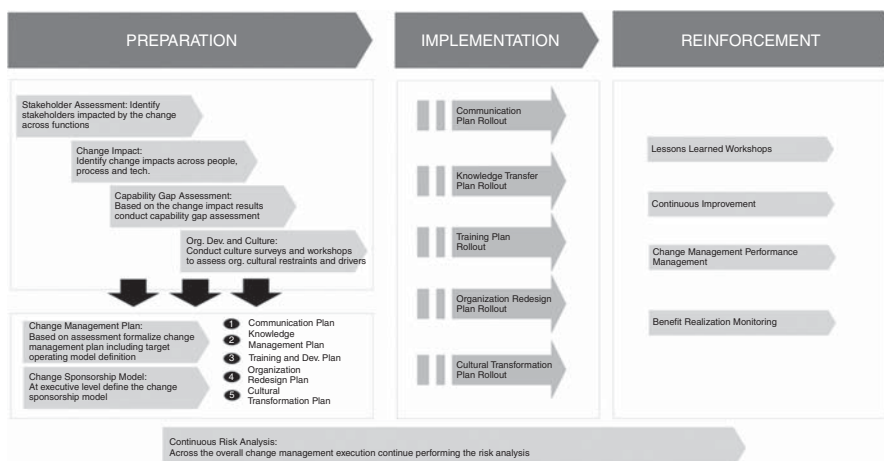 PREPARATION
IMPLEMENTATION
REINFORCEMENT
Stakeholder Assessment: Identify
stakeholders impacted by the change
across functions
Change Impact:
Identify change impacts across people,
process and tech.
Capability Gap Assessment:
Based on the change impact results
conduct capability gap assessment
Org. Dev. and Culture:
Conduct culture surveys and workshops
to assess org. cultural restraints and drivers
Change Management Plan:
Based on assessment formalize change
management plan including target
operating model definition
Change Sponsorship Model:
At executive level define the change
sponsorship model
1 Communication Plan
2 Knowledge
Management Plan
3 Training and Dev. Plan
4 Organization
Redesign Plan
5 Cultural
Transformation Plan
Communication
Plan Rollout
Knowledge Transfer
Plan Rollout
Training Plan
Rollout
Organization Redesign
Plan Rollout
Cultural Transformation
Plan Rollout
Lessons Learned Workshops
Continuous Improvement
Change Management Performance
Management
Benefit Realization Monitoring
Continuous Risk Analysis:
Across the overall change management execution continue performing the risk analysis